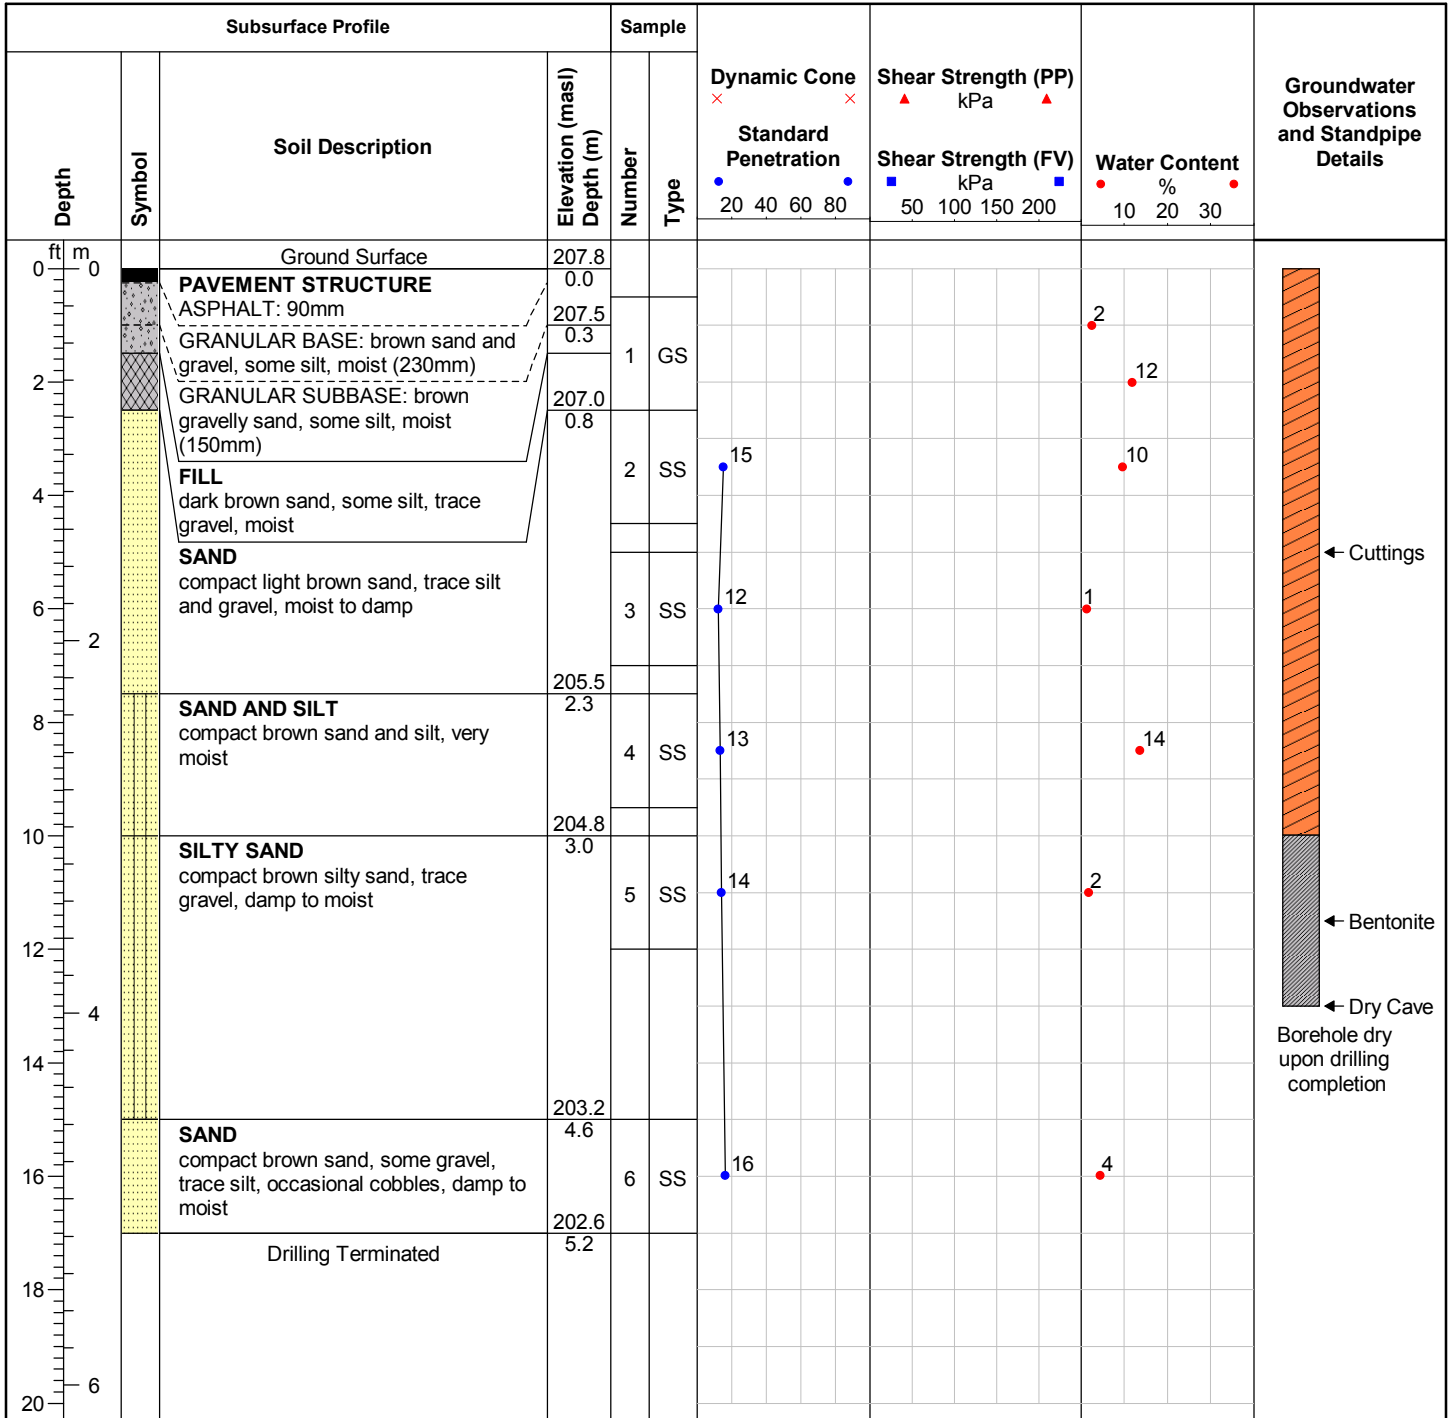 Subsurface Profile
Sample
Depth
Symbol
Soil Description
Elevation (masl)
Depth (m)
Number
Type
Dynamic Cone
Standard
Penetration
20 40 60 80
Shear Strength (PP)
kPa
Shear Strength (FV)
kPa
50 100 150 200
Water Content
%
10 20 30
Groundwater
Observations
and Standpipe
Details
ft m
0 0
2
4
6
2
8
10
12
4
14
16
18
6
20
Ground Surface
207.8
0.0
PAVEMENT STRUCTURE
ASPHALT: 90mm
207.5
0.3
GRANULAR BASE: brown sand and
gravel, some silt, moist (230mm)
GRANULAR SUBBASE: brown
gravelly sand, some silt, moist
(150mm)
207.0
0.8
FILL
dark brown sand, some silt, trace
gravel, moist
SAND
compact light brown sand, trace silt
and gravel, moist to damp
205.5
2.3
SAND AND SILT
compact brown sand and silt, very
moist
204.8
3.0
SILTY SAND
compact brown silty sand, trace
gravel, damp to moist
203.2
4.6
SAND
compact brown sand, some gravel,
trace silt, occasional cobbles, damp to
moist
202.6
5.2
Drilling Terminated
1 GS
2 SS
3 SS
4 SS
5 SS
6 SS
15
12
13
14
16
2
12
10
1
14
2
4
Cuttings
Bentonite
Dry Cave
Borehole dry
upon drilling
completion